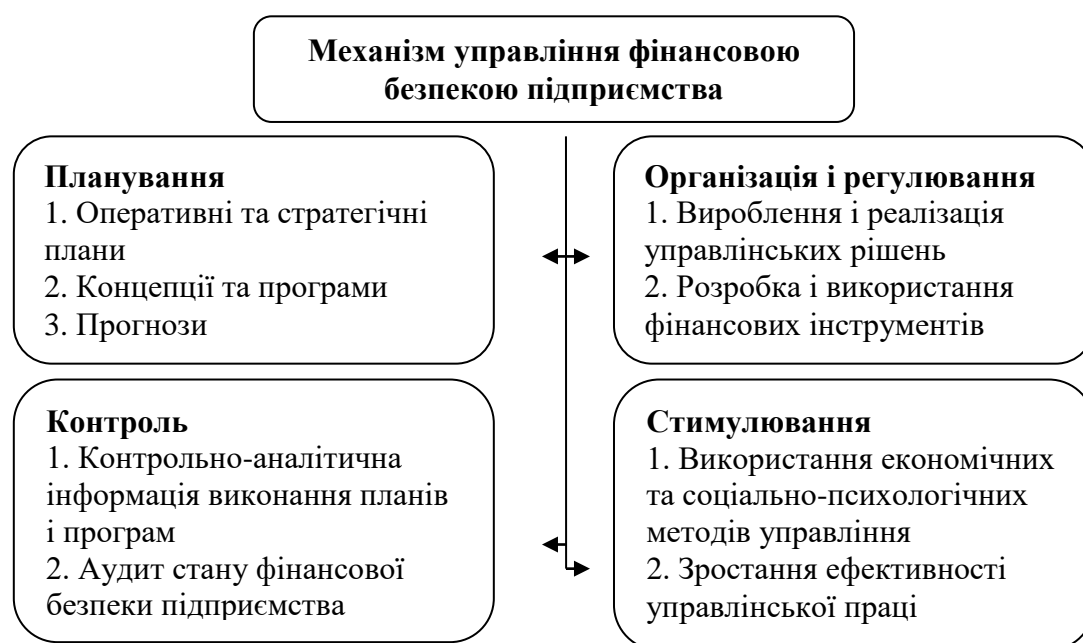 Механізм управління фінансовою
безпекою підприємства
Планування
1. Оперативні та стратегічні
плани
2. Концепції та програми
3. Прогнози
Організація і регулювання
1. Вироблення і реалізація
управлінських рішень
2. Розробка і використання
фінансових інструментів
Контроль
1. Контрольно-аналітична
інформація виконання планів
і програм
2. Аудит стану фінансової
безпеки підприємства
Стимулювання
1. Використання економічних
та соціально-психологічних
методів управління
2. Зростання ефективності
управлінської праці